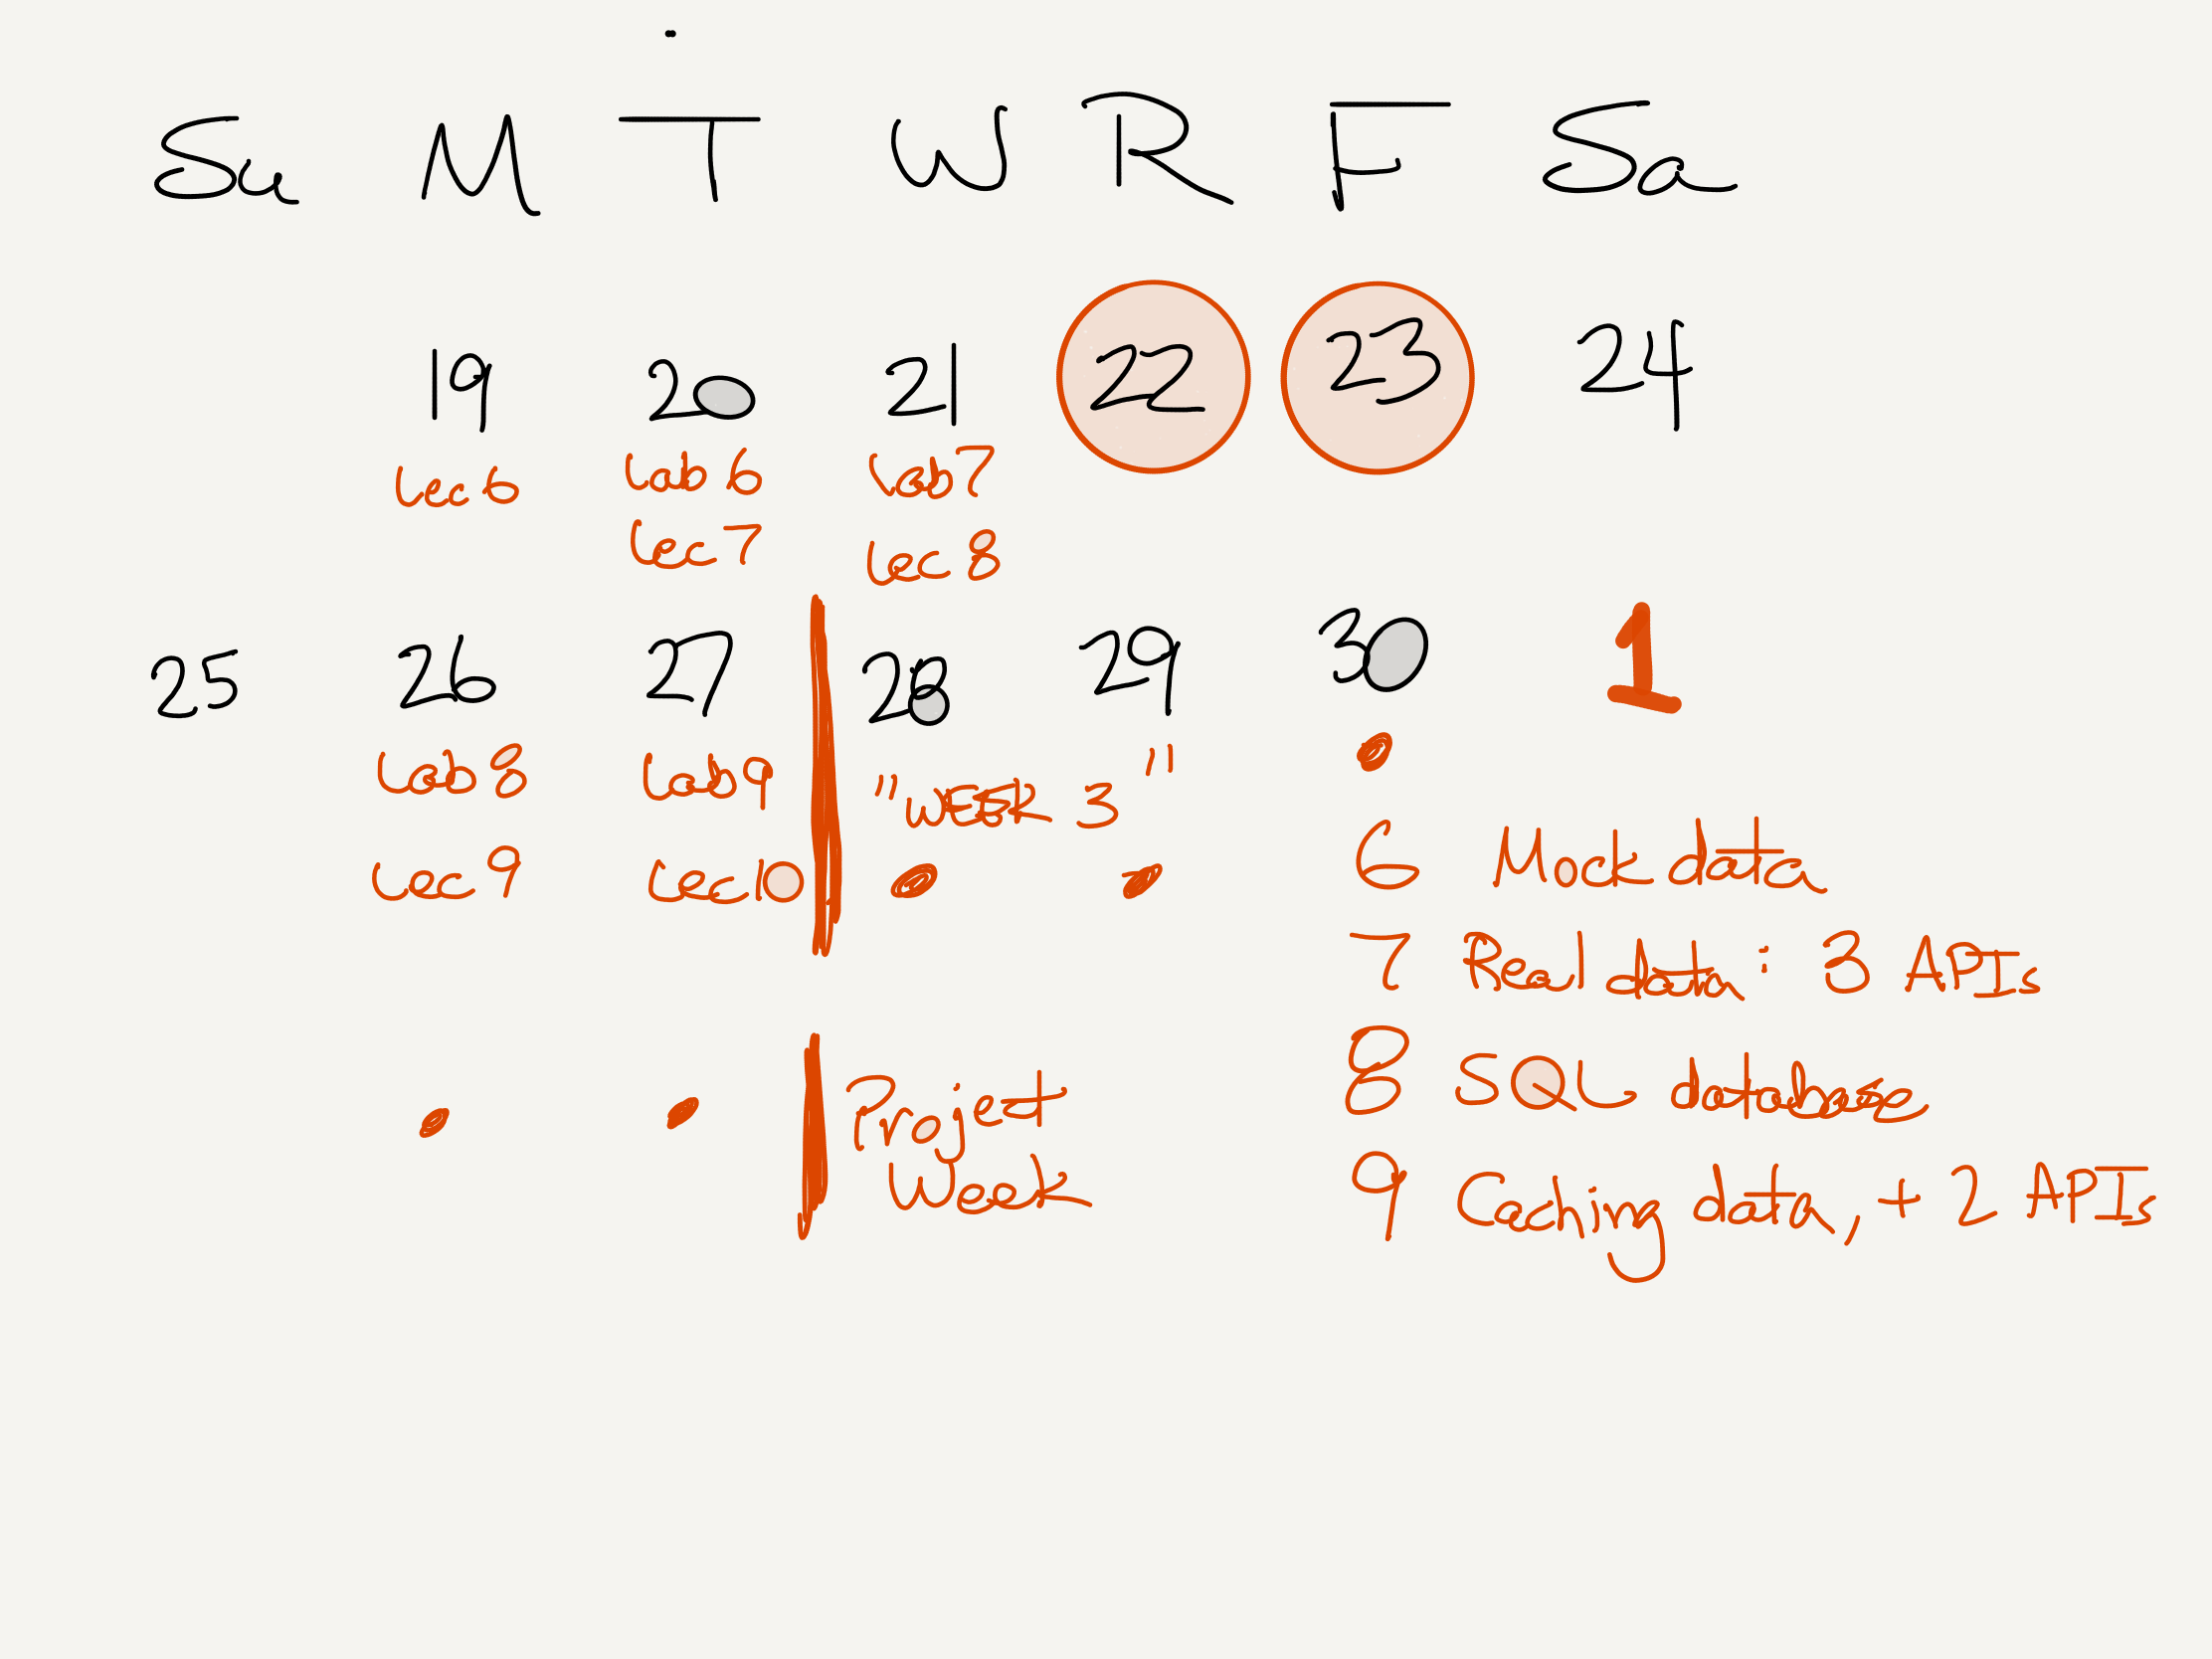 Su M T W R F Sa
19 20 21 22 23 24
Lec 6 Lab 6 Lab 7
Lec 7 Lec 8
25 26 27 28 29 30 1
Lab 8 Lab 9 "Week 3"
Lec 9 Lec 10
6 Mock data
7 Real data: 3 APIs
8 SQL database
9 Caching data, + 2 APIs
Project
Week